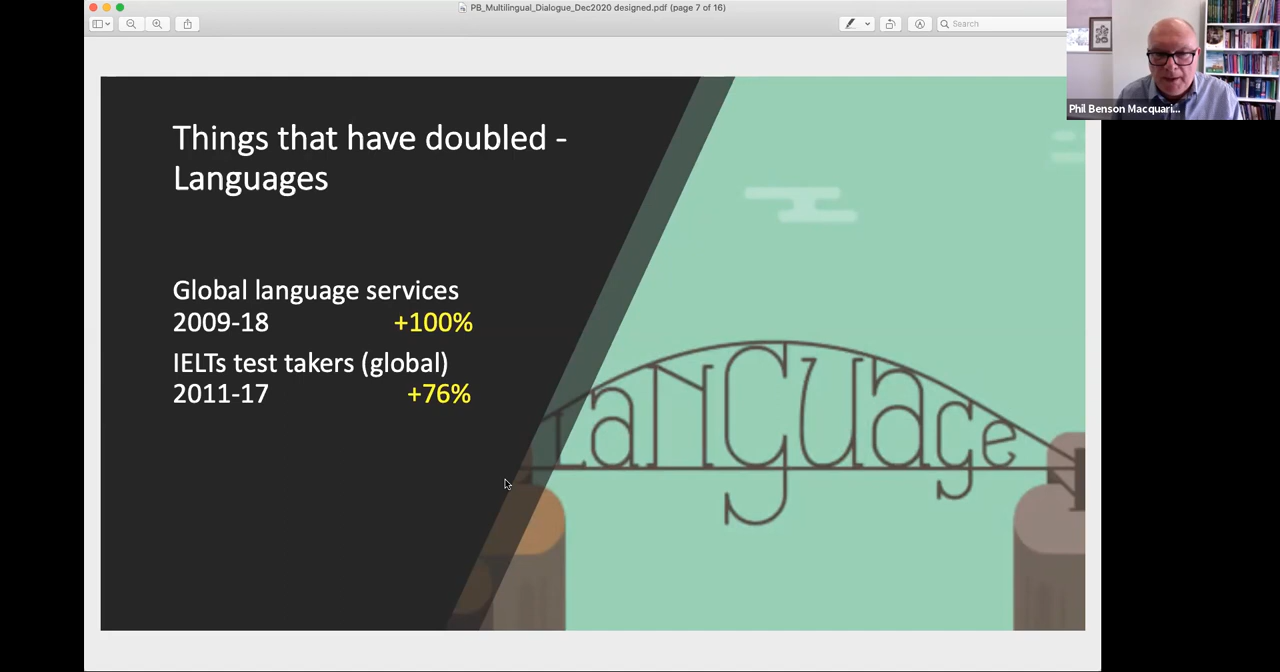 PB_Multilingual_Dialogue_Dec2020 designed.pdf (page 7 of 16)
Search
Phil Benson Macquari...
Things that have doubled -
Languages
Global language services
2009-18 +100%
IELTs test takers (global)
2011-17 +76%
LaNGUage